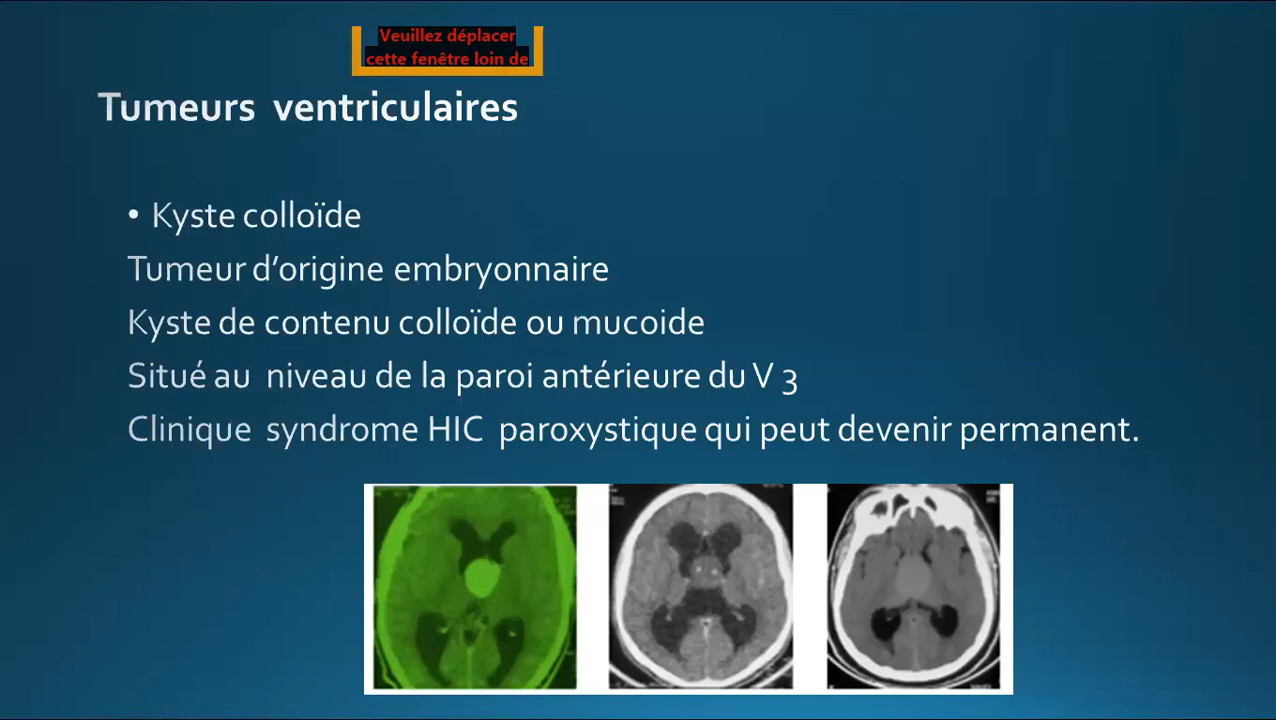 Veuillez déplacer
cette fenêtre loin de
Tumeurs ventriculaires
• Kyste colloïde
Tumeur d’origine embryonnaire
Kyste de contenu colloïde ou mucoide
Situé au niveau de la paroi antérieure du V 3
Clinique syndrome HIC paroxystique qui peut devenir permanent.